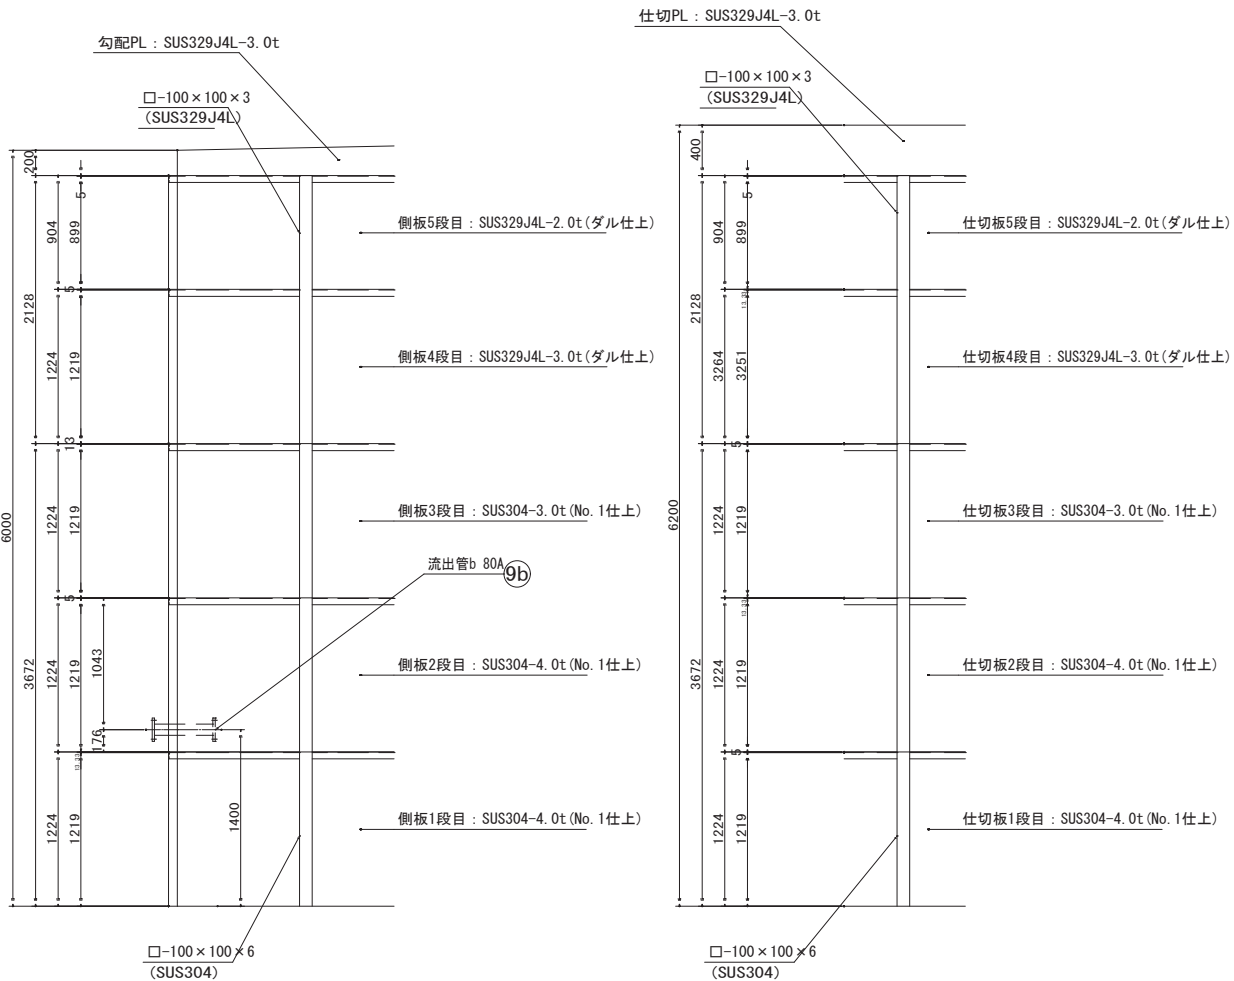 仕切PL：SUS329J4L-3.0t
勾配PL：SUS329J4L-3.0t
□-100×100×3
(SUS329J4L)
□-100×100×3
(SUS329J4L)
200
400
5
5
904
899
904
899
側板5段目：SUS329J4L-2.0t(ダル仕上)
仕切板5段目：SUS329J4L-2.0t(ダル仕上)
5
2128
2128
1224
1219
3264
3251
側板4段目：SUS329J4L-3.0t(ダル仕上)
仕切板4段目：SUS329J4L-3.0t(ダル仕上)
13
5
6000
6200
1224
1219
1224
1219
側板3段目：SUS304-3.0t(No.1仕上)
仕切板3段目：SUS304-3.0t(No.1仕上)
流出管b 80A
9b
5
3672
1224
1219
1043
3672
1224
1219
側板2段目：SUS304-4.0t(No.1仕上)
仕切板2段目：SUS304-4.0t(No.1仕上)
176
5
1224
1219
1400
1224
1219
側板1段目：SUS304-4.0t(No.1仕上)
仕切板1段目：SUS304-4.0t(No.1仕上)
□-100×100×6
(SUS304)
□-100×100×6
(SUS304)